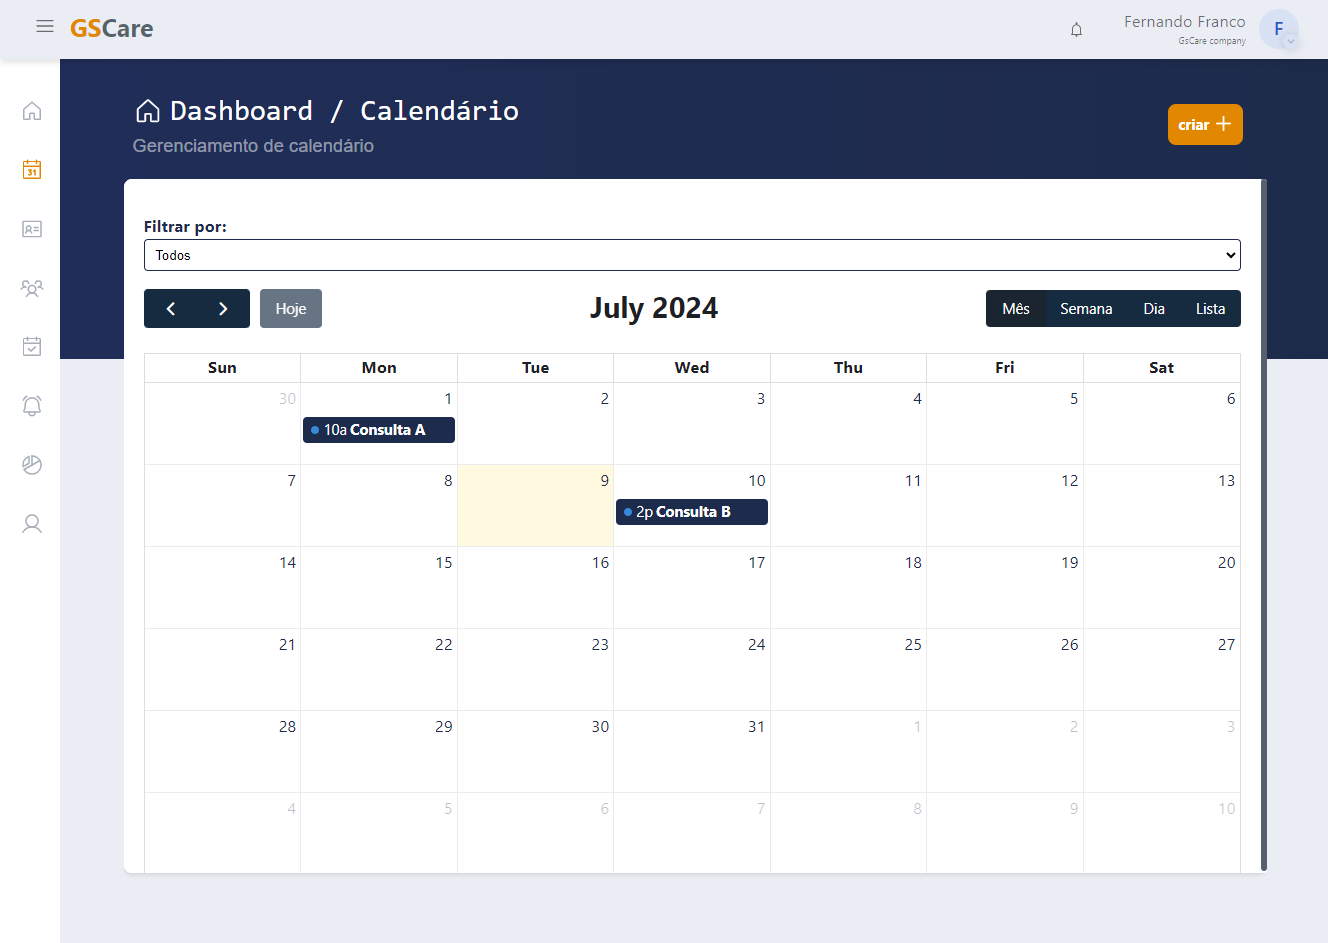 GSCare
Fernando Franco
GsCare company
F
Dashboard / Calendário
Gerenciamento de calendário
criar
31
Filtrar por:
Todos
Hoje
July 2024
Mês Semana Dia Lista
Sun Mon Tue Wed Thu Fri Sat
30 1 2 3 4 5 6
10a Consulta A
7 8 9 10 11 12 13
2p Consulta B
14 15 16 17 18 19 20
21 22 23 24 25 26 27
28 29 30 31 1 2 3
4 5 6 7 8 9 10